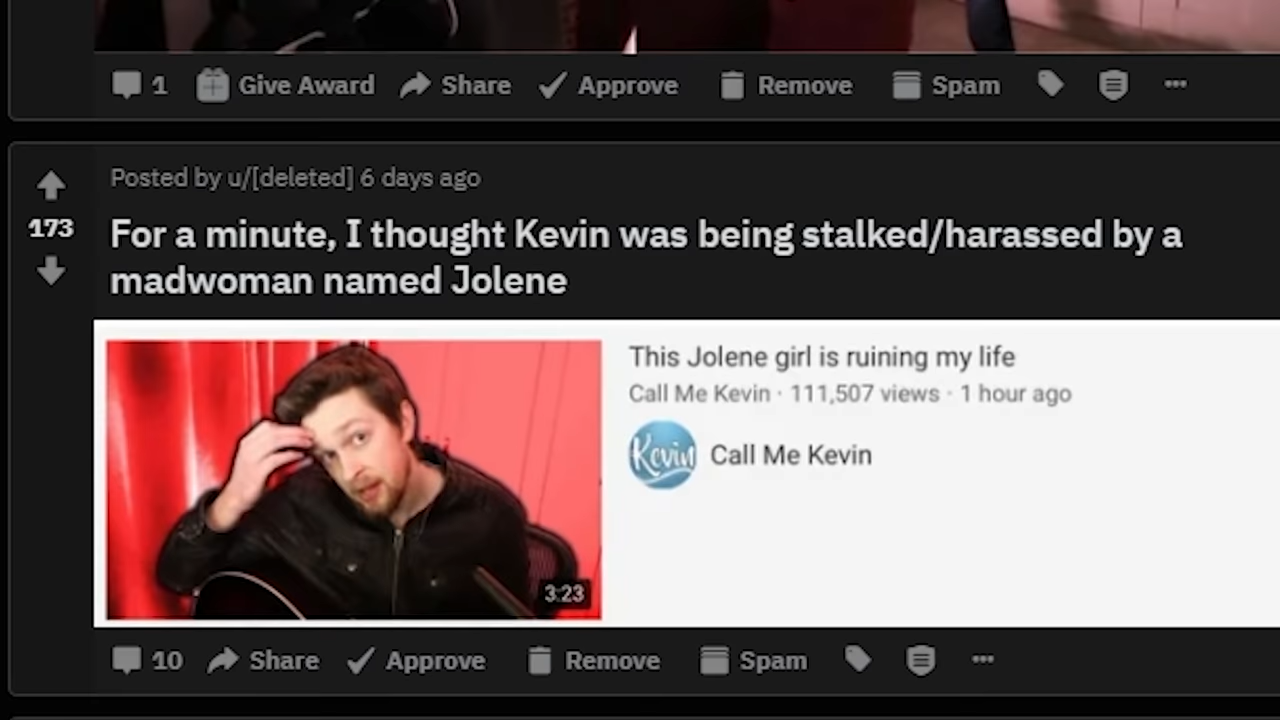 1 Give Award Share Approve Remove Spam
Posted by u/[deleted] 6 days ago
173
For a minute, I thought Kevin was being stalked/harassed by a
madwoman named Jolene
This Jolene girl is ruining my life
Call Me Kevin · 111,507 views · 1 hour ago
Kevin
Call Me Kevin
3:23
10 Share Approve Remove Spam